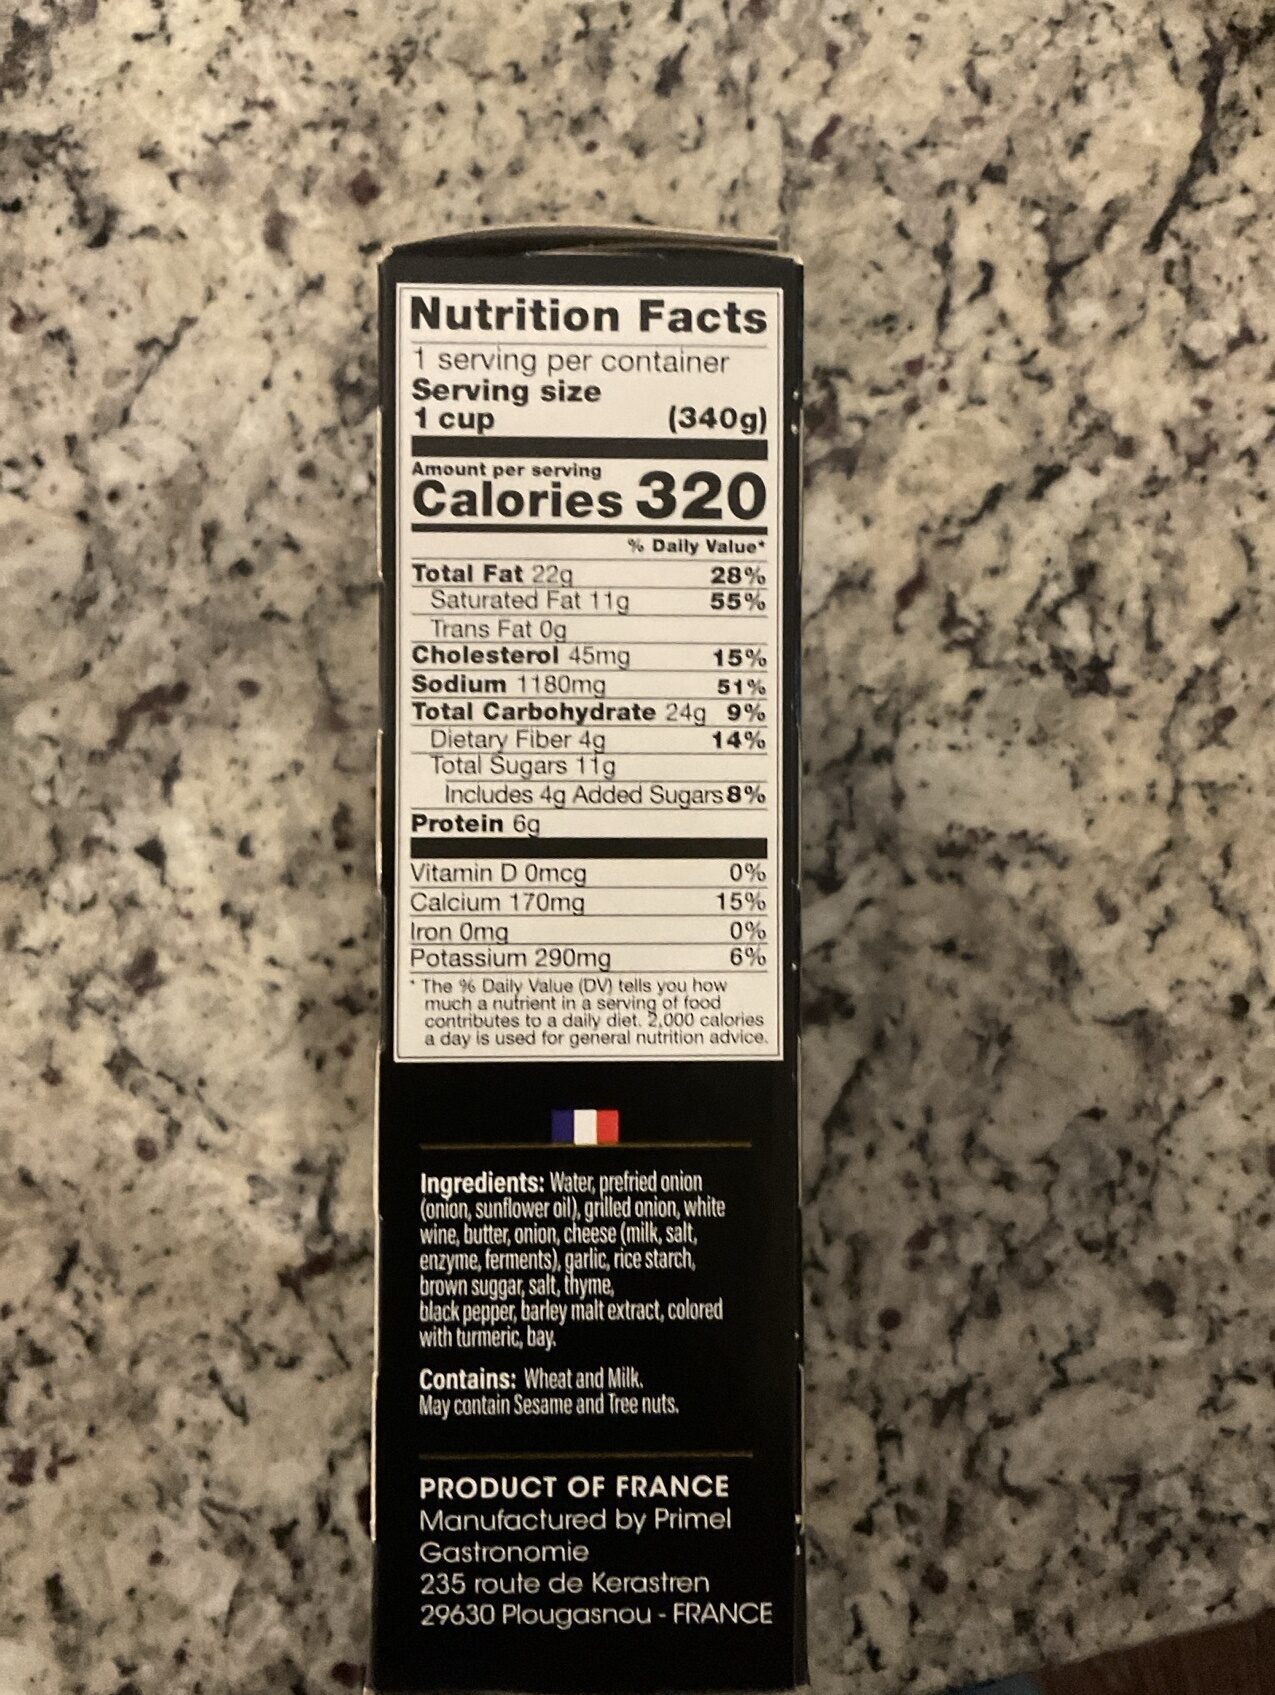 Nutrition Facts
1 serving per container
Serving size
1 cup (340g)
Amount per serving
Calories 320
% Daily Value*
Total Fat 22g 28%
Saturated Fat 11g 55%
Trans Fat 0g
Cholesterol 45mg 15%
Sodium 1180mg 51%
Total Carbohydrate 24g 9%
Dietary Fiber 4g 14%
Total Sugars 11g
Includes 4g Added Sugars 8%
Protein 6g
Vitamin D 0mcg 0%
Calcium 170mg 15%
Iron 0mg 0%
Potassium 290mg 6%
* The % Daily Value (DV) tells you how
much a nutrient in a serving of food
contributes to a daily diet. 2,000 calories
a day is used for general nutrition advice.
Ingredients: Water, prefried onion
(onion, sunflower oil), grilled onion, white
wine, butter, onion, cheese (milk, salt,
enzyme, ferments), garlic, rice starch,
brown suggar, salt, thyme,
black pepper, barley malt extract, colored
with turmeric, bay.
Contains: Wheat and Milk.
May contain Sesame and Tree nuts.
PRODUCT OF FRANCE
Manufactured by Primel
Gastronomie
235 route de Kerastren
29630 Plougasnou - FRANCE